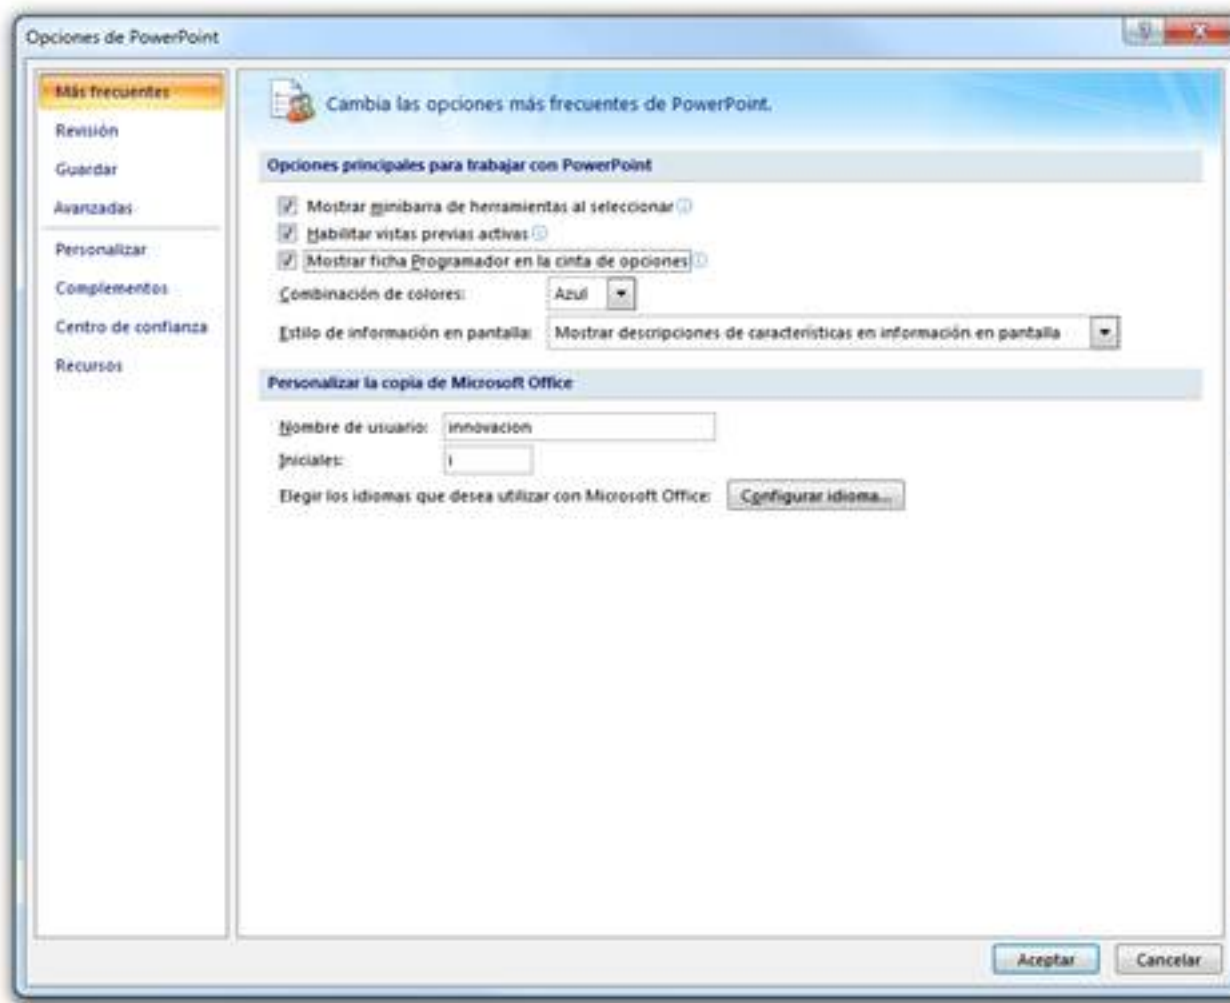 Opciones de PowerPoint
Más frecuentes
Revisión
Guardar
Avanzadas
Personalizar
Complementos
Centro de confianza
Recursos
Cambia las opciones más frecuentes de PowerPoint.
Opciones principales para trabajar con PowerPoint
Mostrar minibarra de herramientas al seleccionar
Habilitar vistas previas activas
Mostrar ficha Programador en la cinta de opciones
Combinación de colores: Azul
Estilo de información en pantalla: Mostrar descripciones de características en información en pantalla
Personalizar la copia de Microsoft Office
Nombre de usuario: innovacion
Iniciales: i
Elegir los idiomas que desea utilizar con Microsoft Office: Configurar idioma...
Aceptar Cancelar